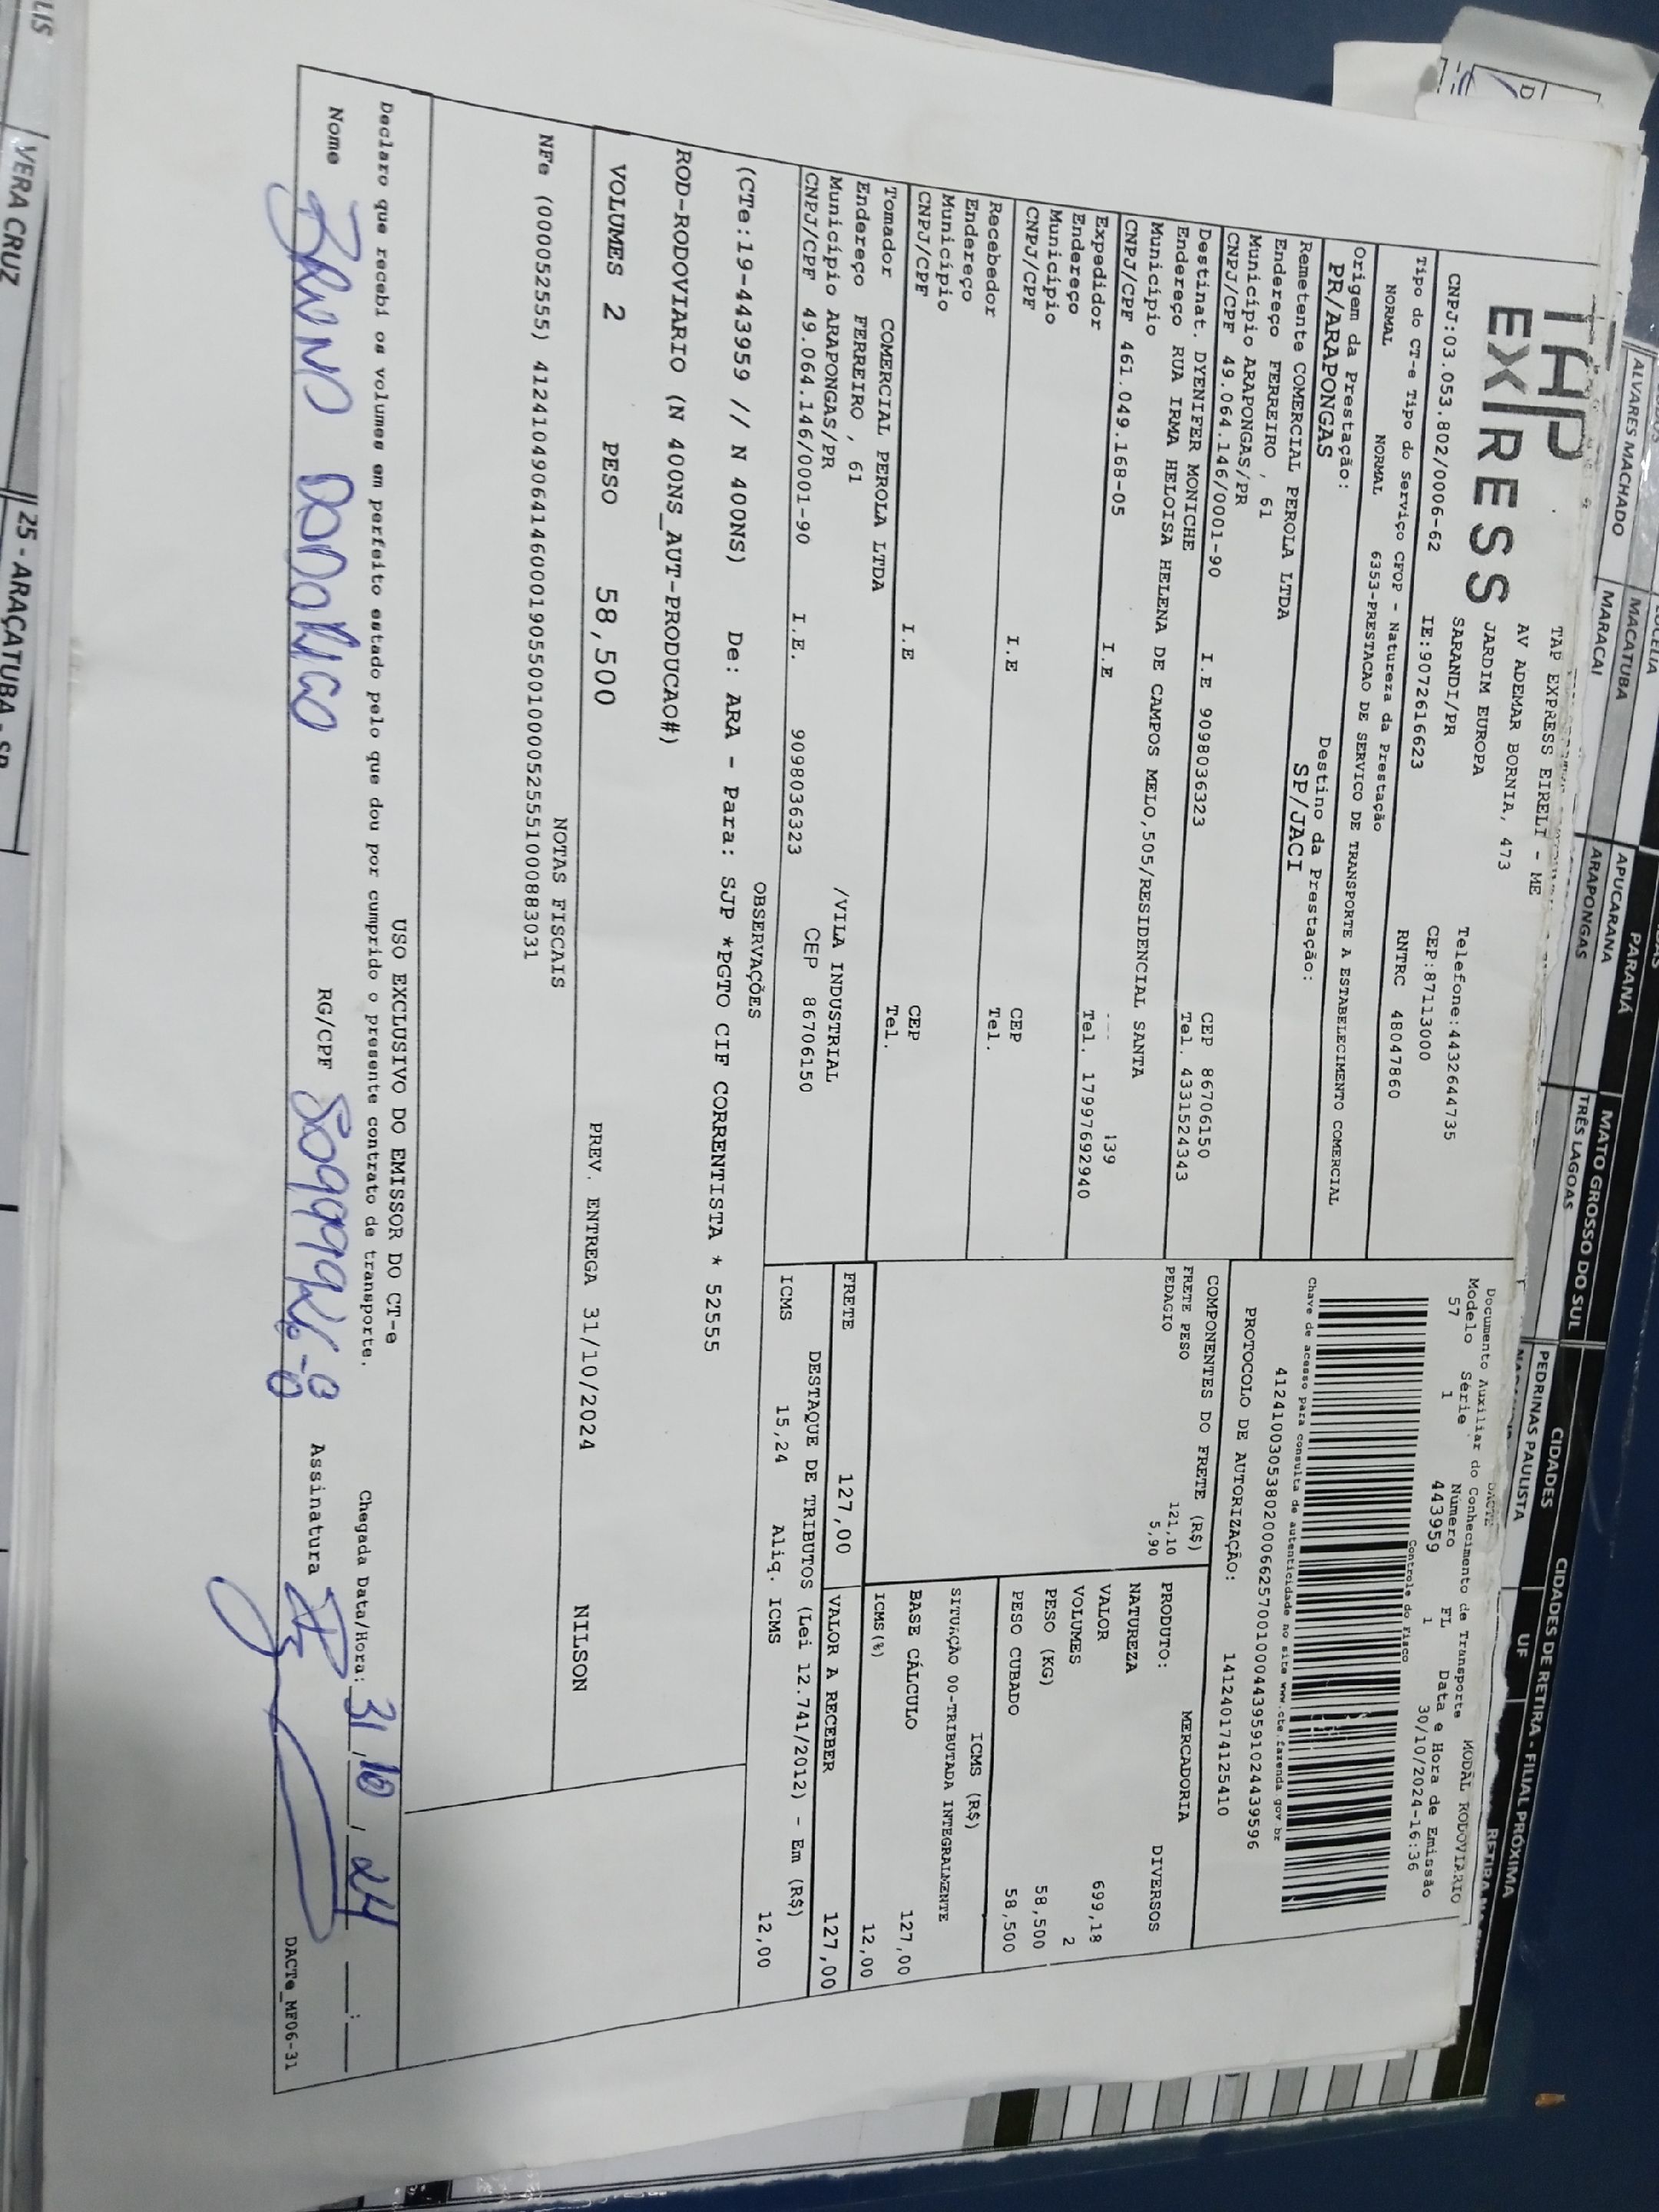 TAP
EXPRESS
TAP EXPRESS EIRELI - ME
AV ADEMAR BORNIA, 473
JARDIM EUROPA
SARANDI/PR
Telefone:4432644735
CNPJ:03.053.802/0006-62
IE:9072616623
CEP:87113000
RNTRC 48047860
Tipo do CT-e Tipo do Serviço CFOP - Natureza da Prestação
NORMAL NORMAL 6353-PRESTACAO DE SERVICO DE TRANSPORTE A ESTABELECIMENTO COMERCIAL
Origem da Prestação:
PR/ARAPONGAS
Destino da Prestação:
SP/JACI
Remetente COMERCIAL PEROLA LTDA
Endereço FERREIRO , 61
Município ARAPONGAS/PR
CEP 86706150
CNPJ/CPF 49.064.146/0001-90 I.E 9098036323 Tel. 4331524343
Destinat. DYENIFER MONICHE
Endereço RUA IRMA HELOISA HELENA DE CAMPOS MELO,505/RESIDENCIAL SANTA
Município
CNPJ/CPF 461.049.168-05 I.E Tel. 17997692940
Expedidor
Endereço
Município CEP
CNPJ/CPF I.E Tel.
Recebedor
Endereço
Município CEP
CNPJ/CPF I.E Tel.
Tomador COMERCIAL PEROLA LTDA
Endereço FERREIRO , 61 /VILA INDUSTRIAL
Município ARAPONGAS/PR CEP 86706150
CNPJ/CPF 49.064.146/0001-90 I.E. 9098036323
DACTE
Documento Auxiliar do Conhecimento de Transporte MODAL RODOVIARIO
Modelo Série Número FL Data e Hora de Emissão
57 1 443959 1 30/10/2024-16:36
Controle do Fisco
Chave de acesso para consulta de autenticidade no site www.cte.fazenda.gov.br
41241003053802000662570010004439591024439596
PROTOCOLO DE AUTORIZAÇÃO: 141240174125410
COMPONENTES DO FRETE (R$)
FRETE PESO 121,10
PEDAGIO 5,90
MERCADORIA
PRODUTO: DIVERSOS
NATUREZA
VALOR 699,18
VOLUMES 2
PESO (KG) 58,500
PESO CUBADO 58,500
ICMS (R$)
SITUAÇÃO 00-TRIBUTADA INTEGRALMENTE
BASE CÁLCULO 127,00
ICMS(%) 12,00
FRETE 127,00
VALOR A RECEBER 127,00
DESTAQUE DE TRIBUTOS (Lei 12.741/2012) - Em (R$)
ICMS 15,24 Aliq. ICMS 12,00
OBSERVAÇÕES
(CTe:19-443959 // N 400NS) De: ARA - Para: SJP *PGTO CIF CORRENTISTA * 52555
ROD-RODOVIARIO (N 400NS_AUT-PRODUCAO#)
VOLUMES 2 PESO 58,500 PREV. ENTREGA 31/10/2024 NILSON
NOTAS FISCAIS
NFe (000052555) 41241049064146000190550010000525551000883031
USO EXCLUSIVO DO EMISSOR DO CT-e
Declaro que recebi os volumes em perfeito estado pelo que dou por cumprido o presente contrato de transporte.
Chegada Data/Hora: 31/10/24
Nome BRUNO DODORICO RG/CPF Assinatura
DACTe_MF06-31
CIDADES DE RETIRA - FILIAL PRÓXIMA
CIDADES UF
PEDRINAS PAULISTA
MATO GROSSO DO SUL
TRÊS LAGOAS
PARANÁ
APUCARANA
ARAPONGAS
MACATUBA
MARACAI
ALVARES MACHADO
VERA CRUZ
25 - ARAÇATUBA - SP